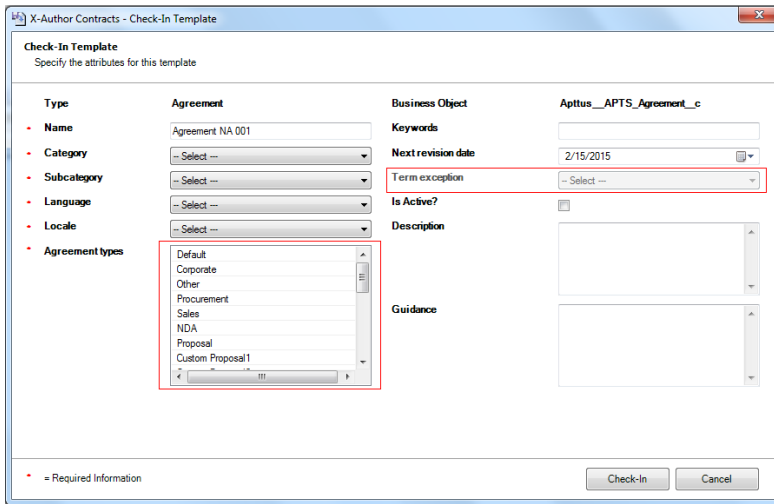 X-Author Contracts - Check-In Template
Check-In Template
Specify the attributes for this template
Type Agreement Business Object Apttus__APTS_Agreement__c
* Name Agreement NA 001 Keywords
* Category -- Select --- Next revision date 2/15/2015
* Subcategory -- Select --- Term exception -- Select ---
* Language -- Select --- Is Active?
* Locale -- Select --- Description
* Agreement types
Default
Corporate
Other
Procurement
Sales
NDA
Proposal
Custom Proposal1
Guidance
* = Required Information
Check-In Cancel